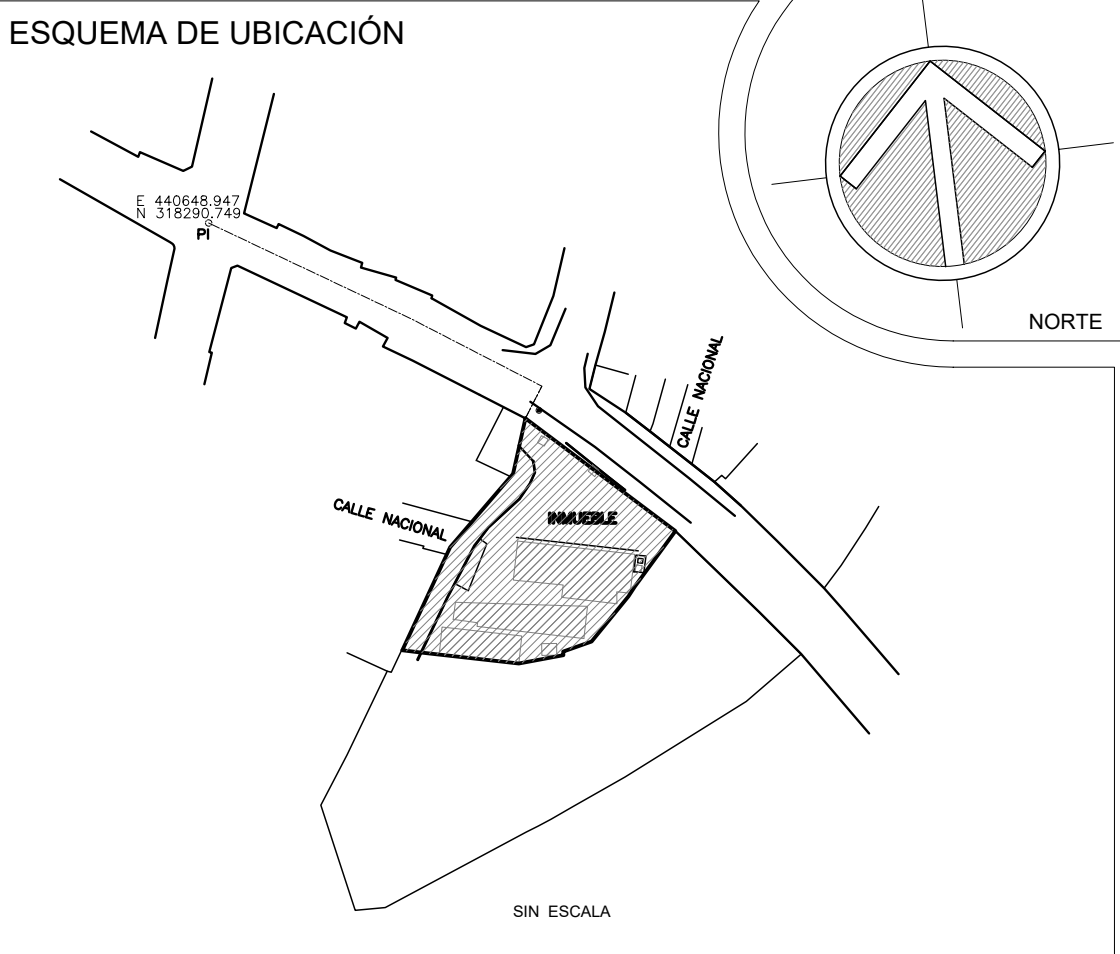 ESQUEMA DE UBICACIÓN
E 440648.947
N 318290.749
PI
NORTE
CALLE NACIONAL
CALLE NACIONAL
INMUEBLE
SIN ESCALA